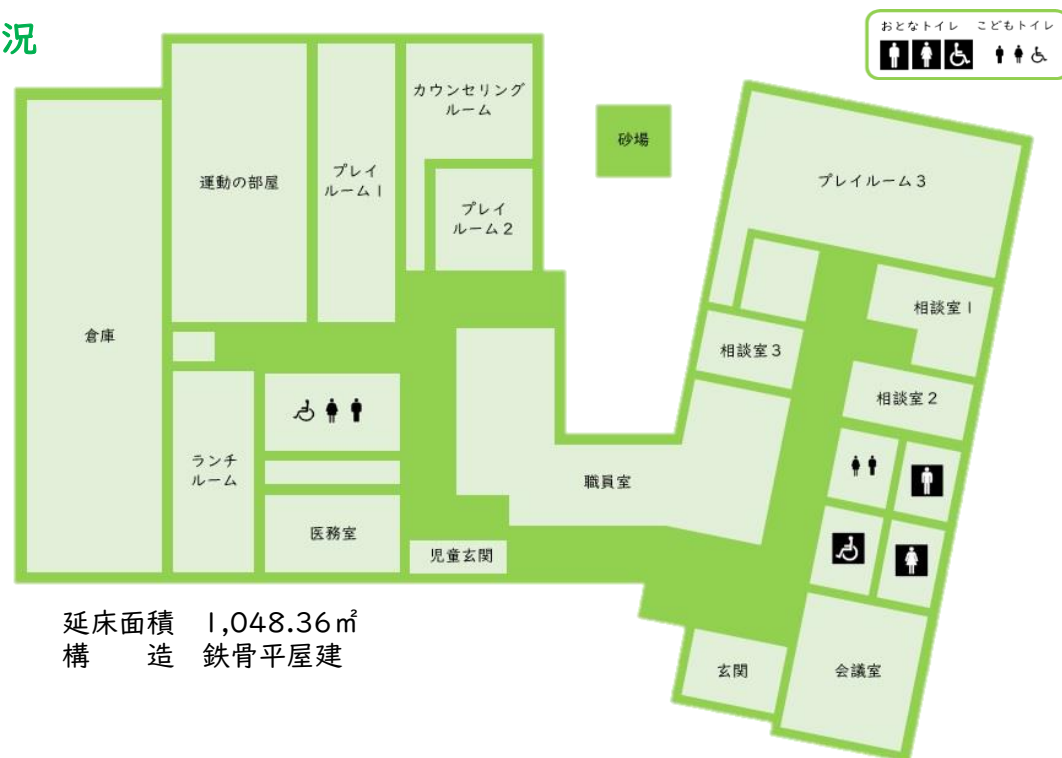 況
おとなトイレ こどもトイレ
カウンセリング
ルーム
砂場
運動の部屋
プレイ
ルーム1
プレイ
ルーム2
プレイルーム3
倉庫
相談室1
相談室3
相談室2
ランチ
ルーム
職員室
医務室
児童玄関
延床面積 1,048.36㎡
構 造 鉄骨平屋建
玄関
会議室